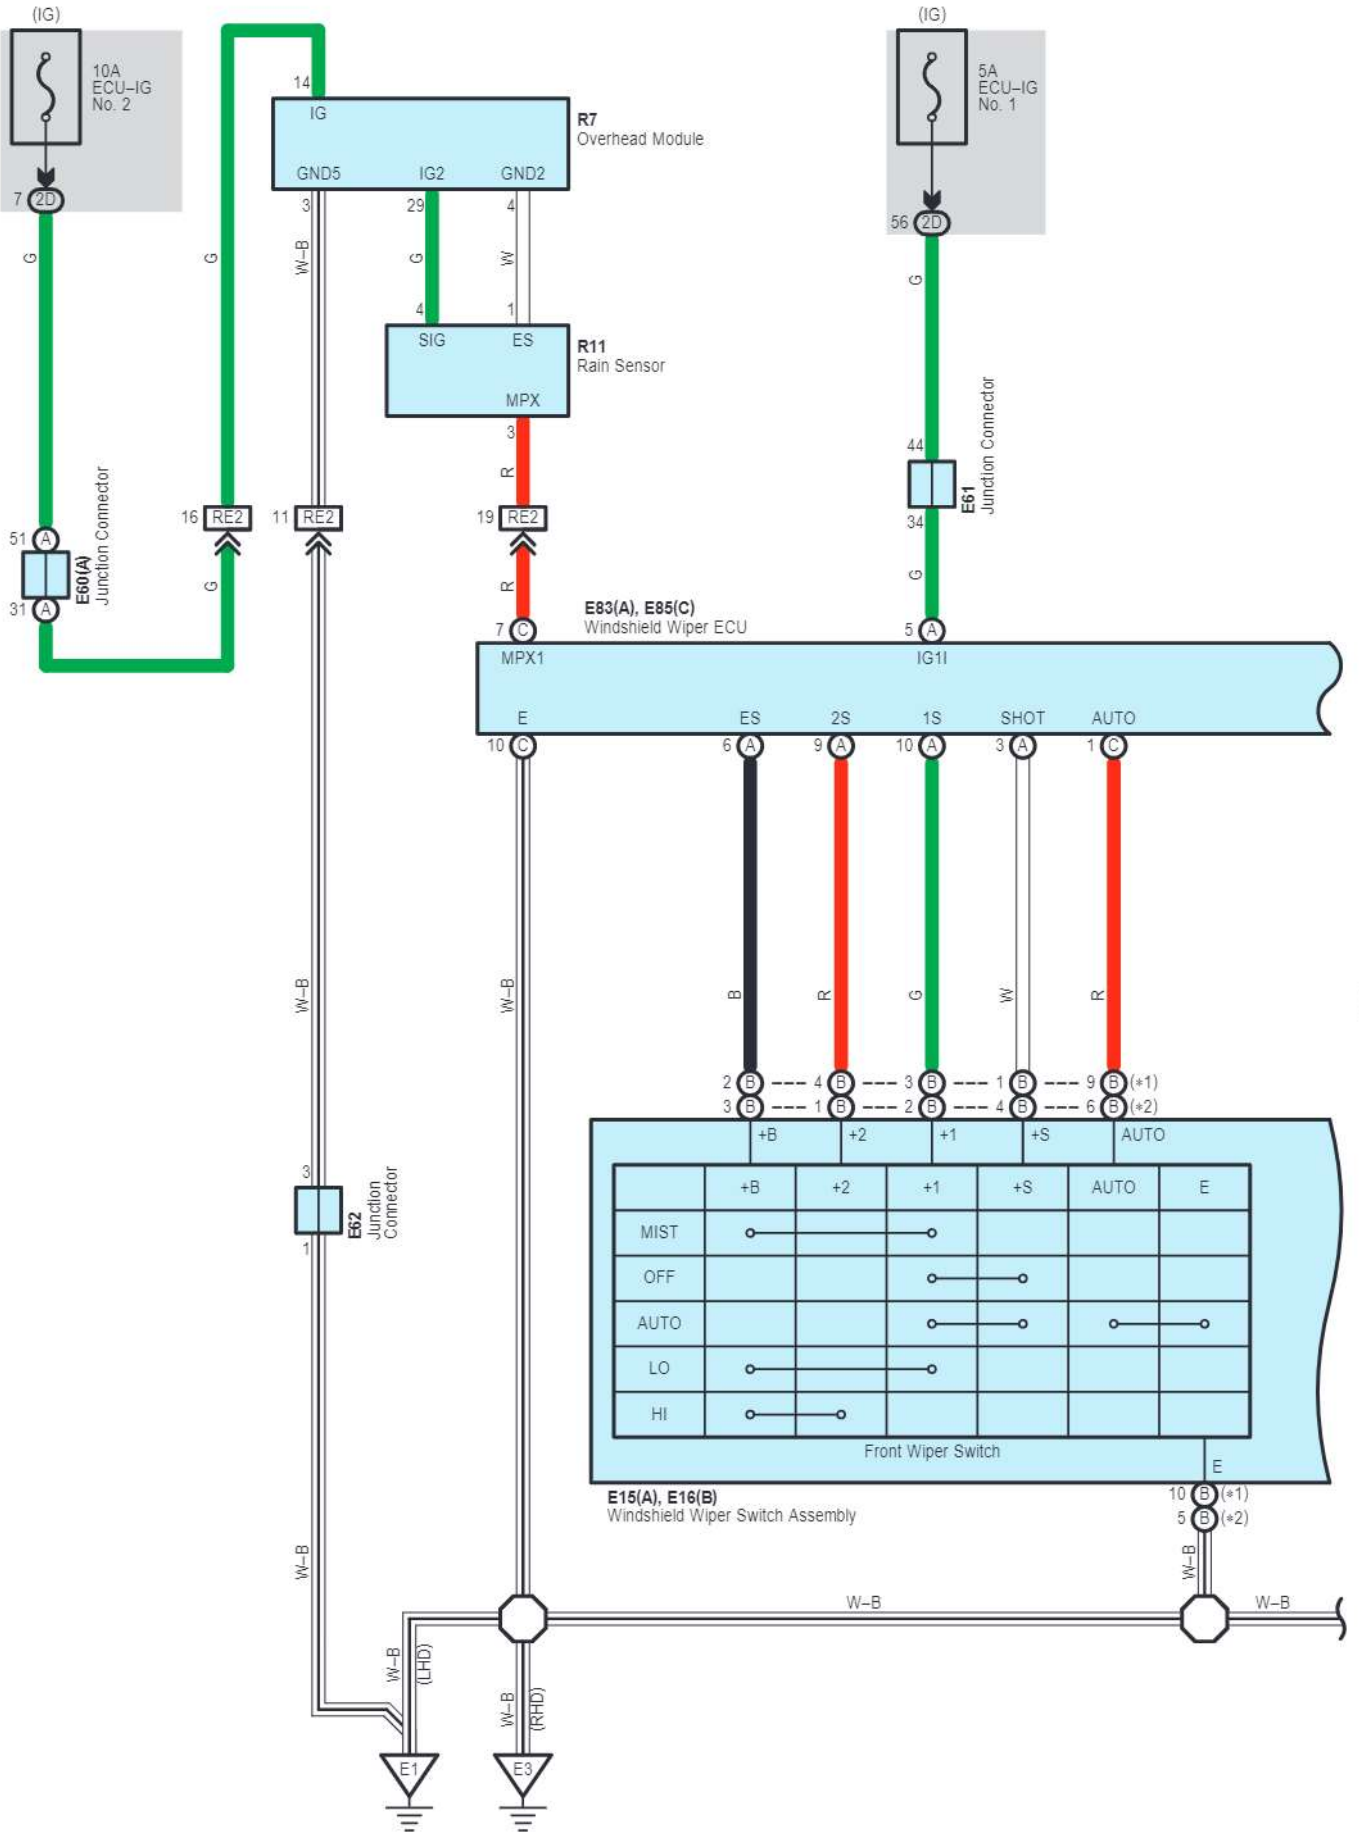 (IG)
(IG)
10A
ECU–IG
No. 2
5A
ECU–IG
No. 1
14
IG
R7
Overhead Module
GND5
IG2
GND2
7
2D
3
29
4
56
2D
G
G
W–B
G
W
G
4
1
SIG
ES
R11
Rain Sensor
MPX
3
R
44
E61
Junction Connector
34
16
RE2
11
RE2
19
RE2
51
A
E60(A)
Junction Connector
31
A
G
R
G
E83(A), E85(C)
Windshield Wiper ECU
7
C
5
A
MPX1
IG1I
E
ES
2S
1S
SHOT
AUTO
10
C
6
A
9
A
10
A
3
A
1
C
W–B
W–B
B
R
G
W
R
2
B
4
B
3
B
1
B
9
B
(*1)
3
B
1
B
2
B
4
B
6
B
(*2)
+B
+2
+1
+S
AUTO
+B
+2
+1
+S
AUTO
E
MIST
OFF
AUTO
LO
HI
Front Wiper Switch
E
3
E62
Junction
Connector
1
E15(A), E16(B)
Windshield Wiper Switch Assembly
10
B
(*1)
5
B
(*2)
W–B
W–B
W–B
W–B
W–B
(LHD)
W–B
(RHD)
E1
E3